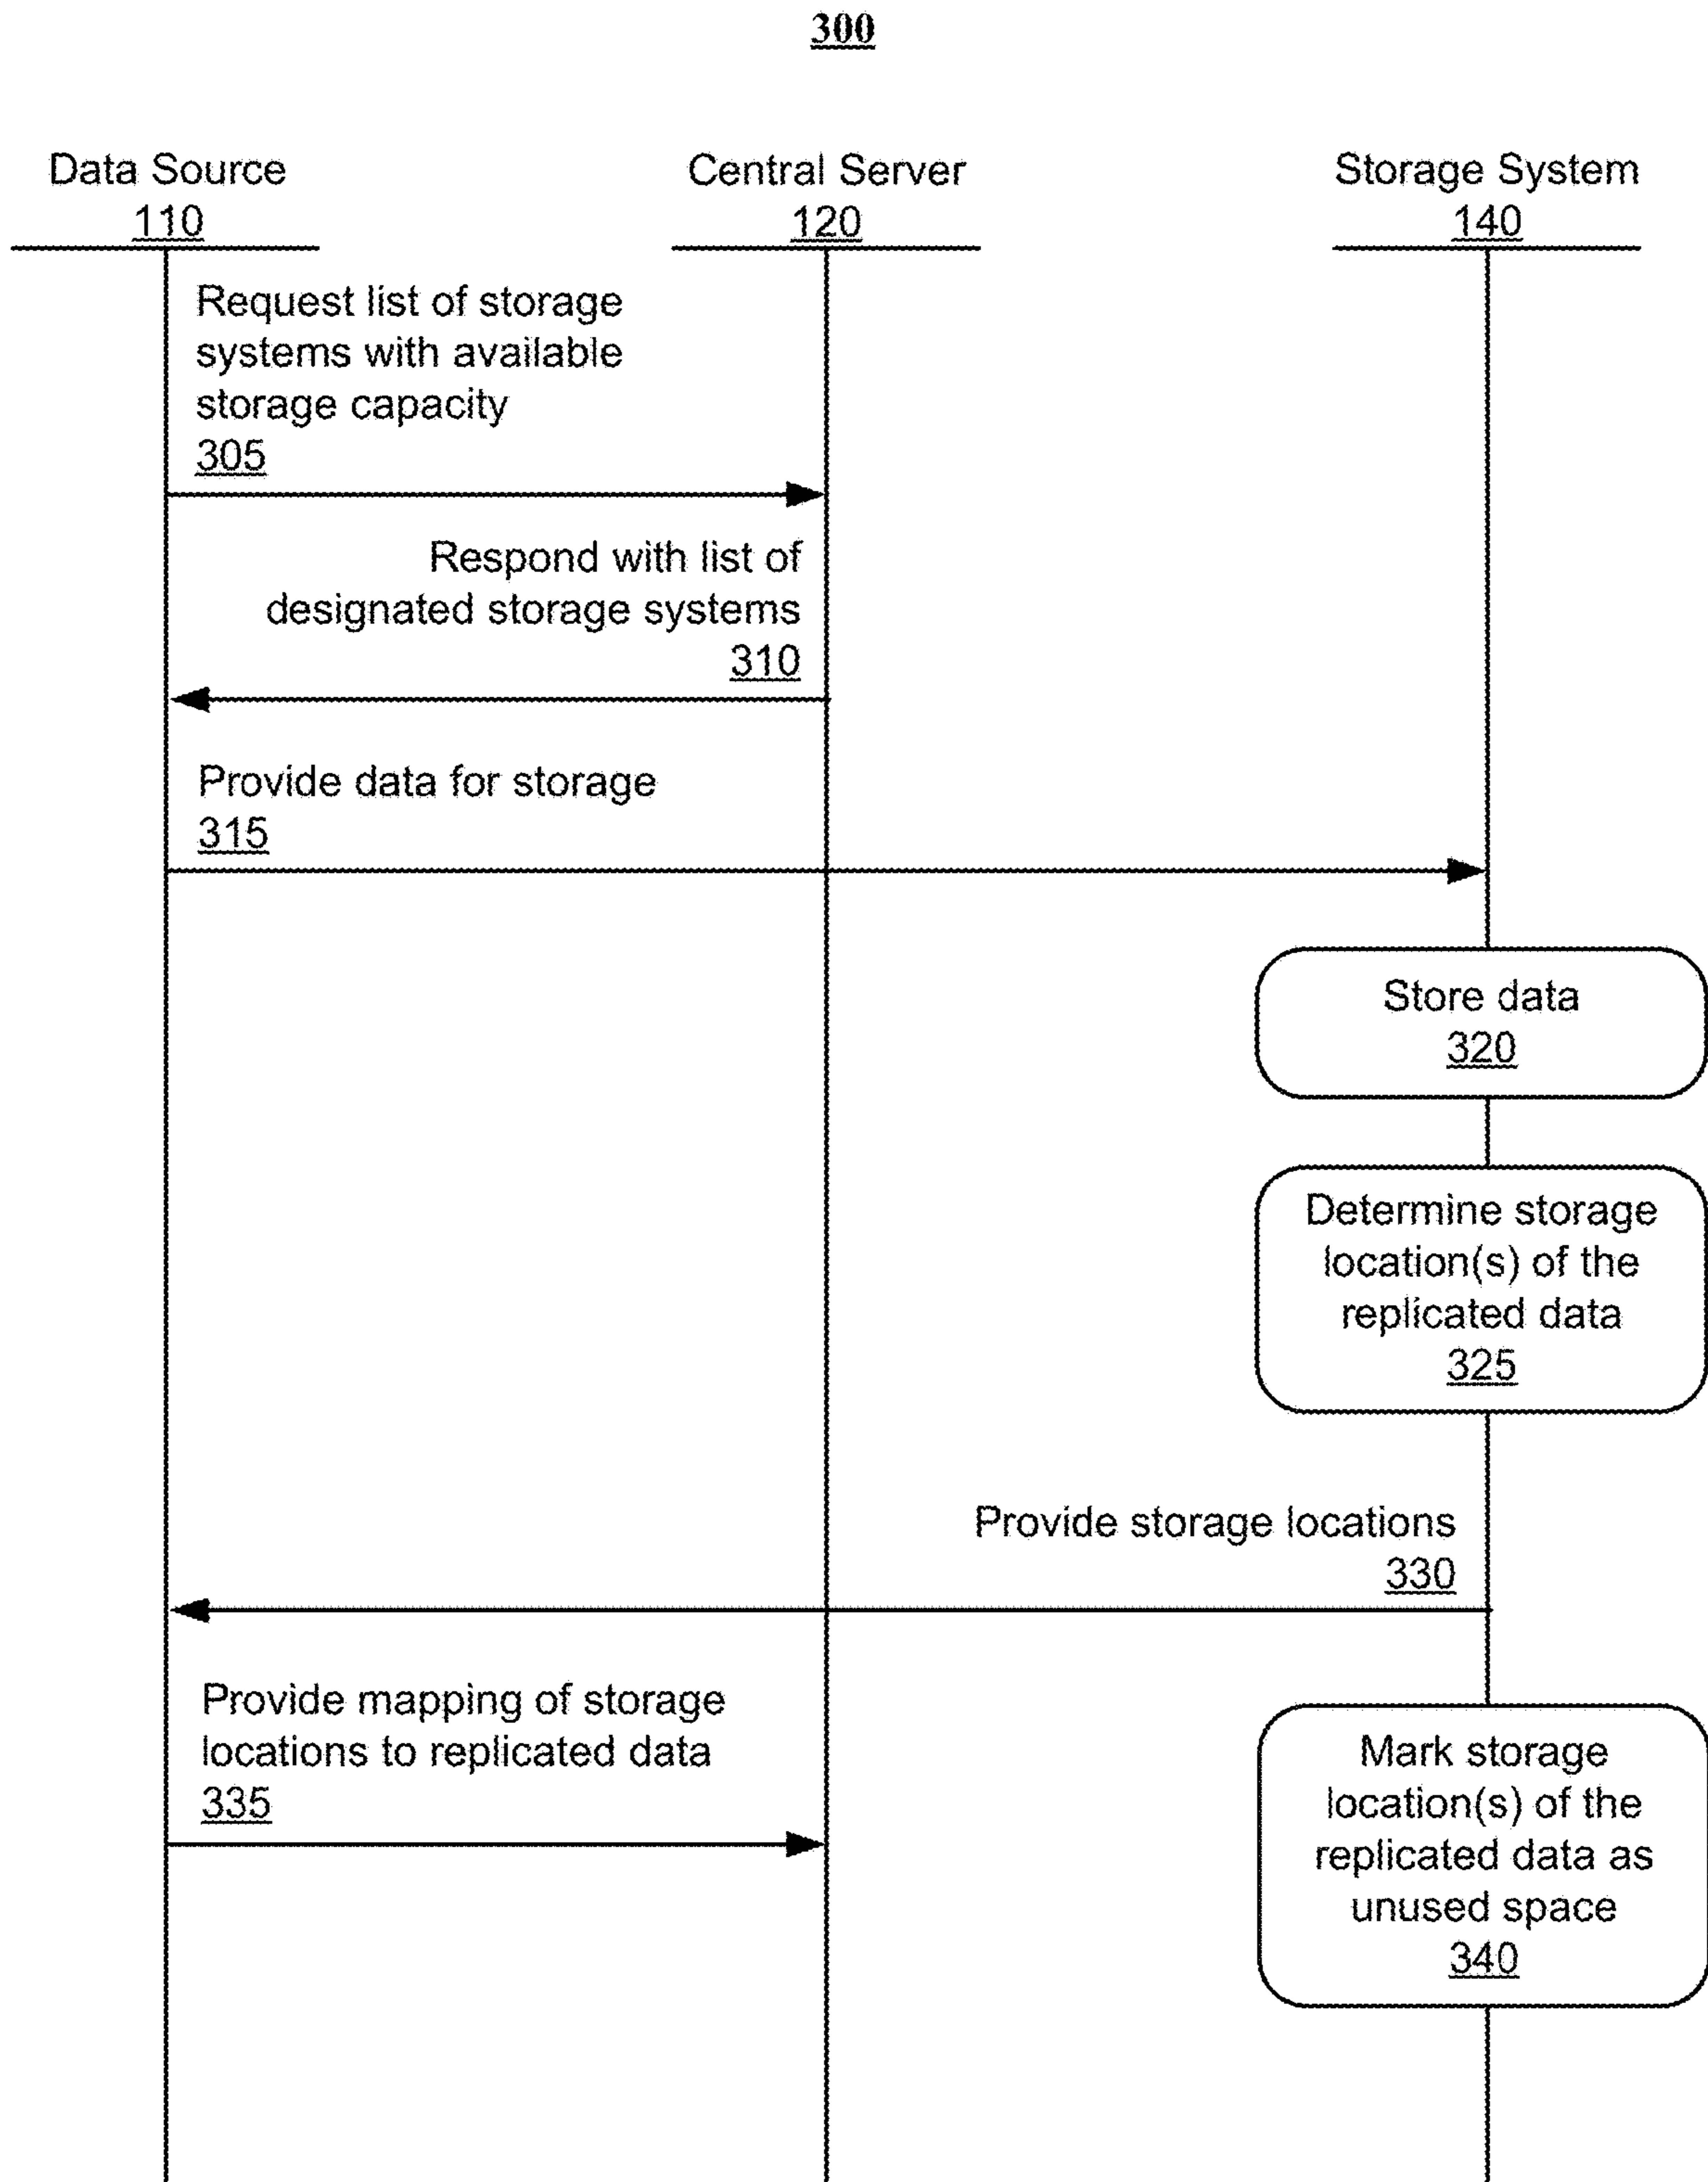 300
Data Source
110
Central Server
120
Storage System
140
Request list of storage
systems with available
storage capacity
305
Respond with list of
designated storage systems
310
Provide data for storage
315
Store data
320
Determine storage
location(s) of the
replicated data
325
Provide storage locations
330
Provide mapping of storage
locations to replicated data
335
Mark storage
location(s) of the
replicated data as
unused space
340